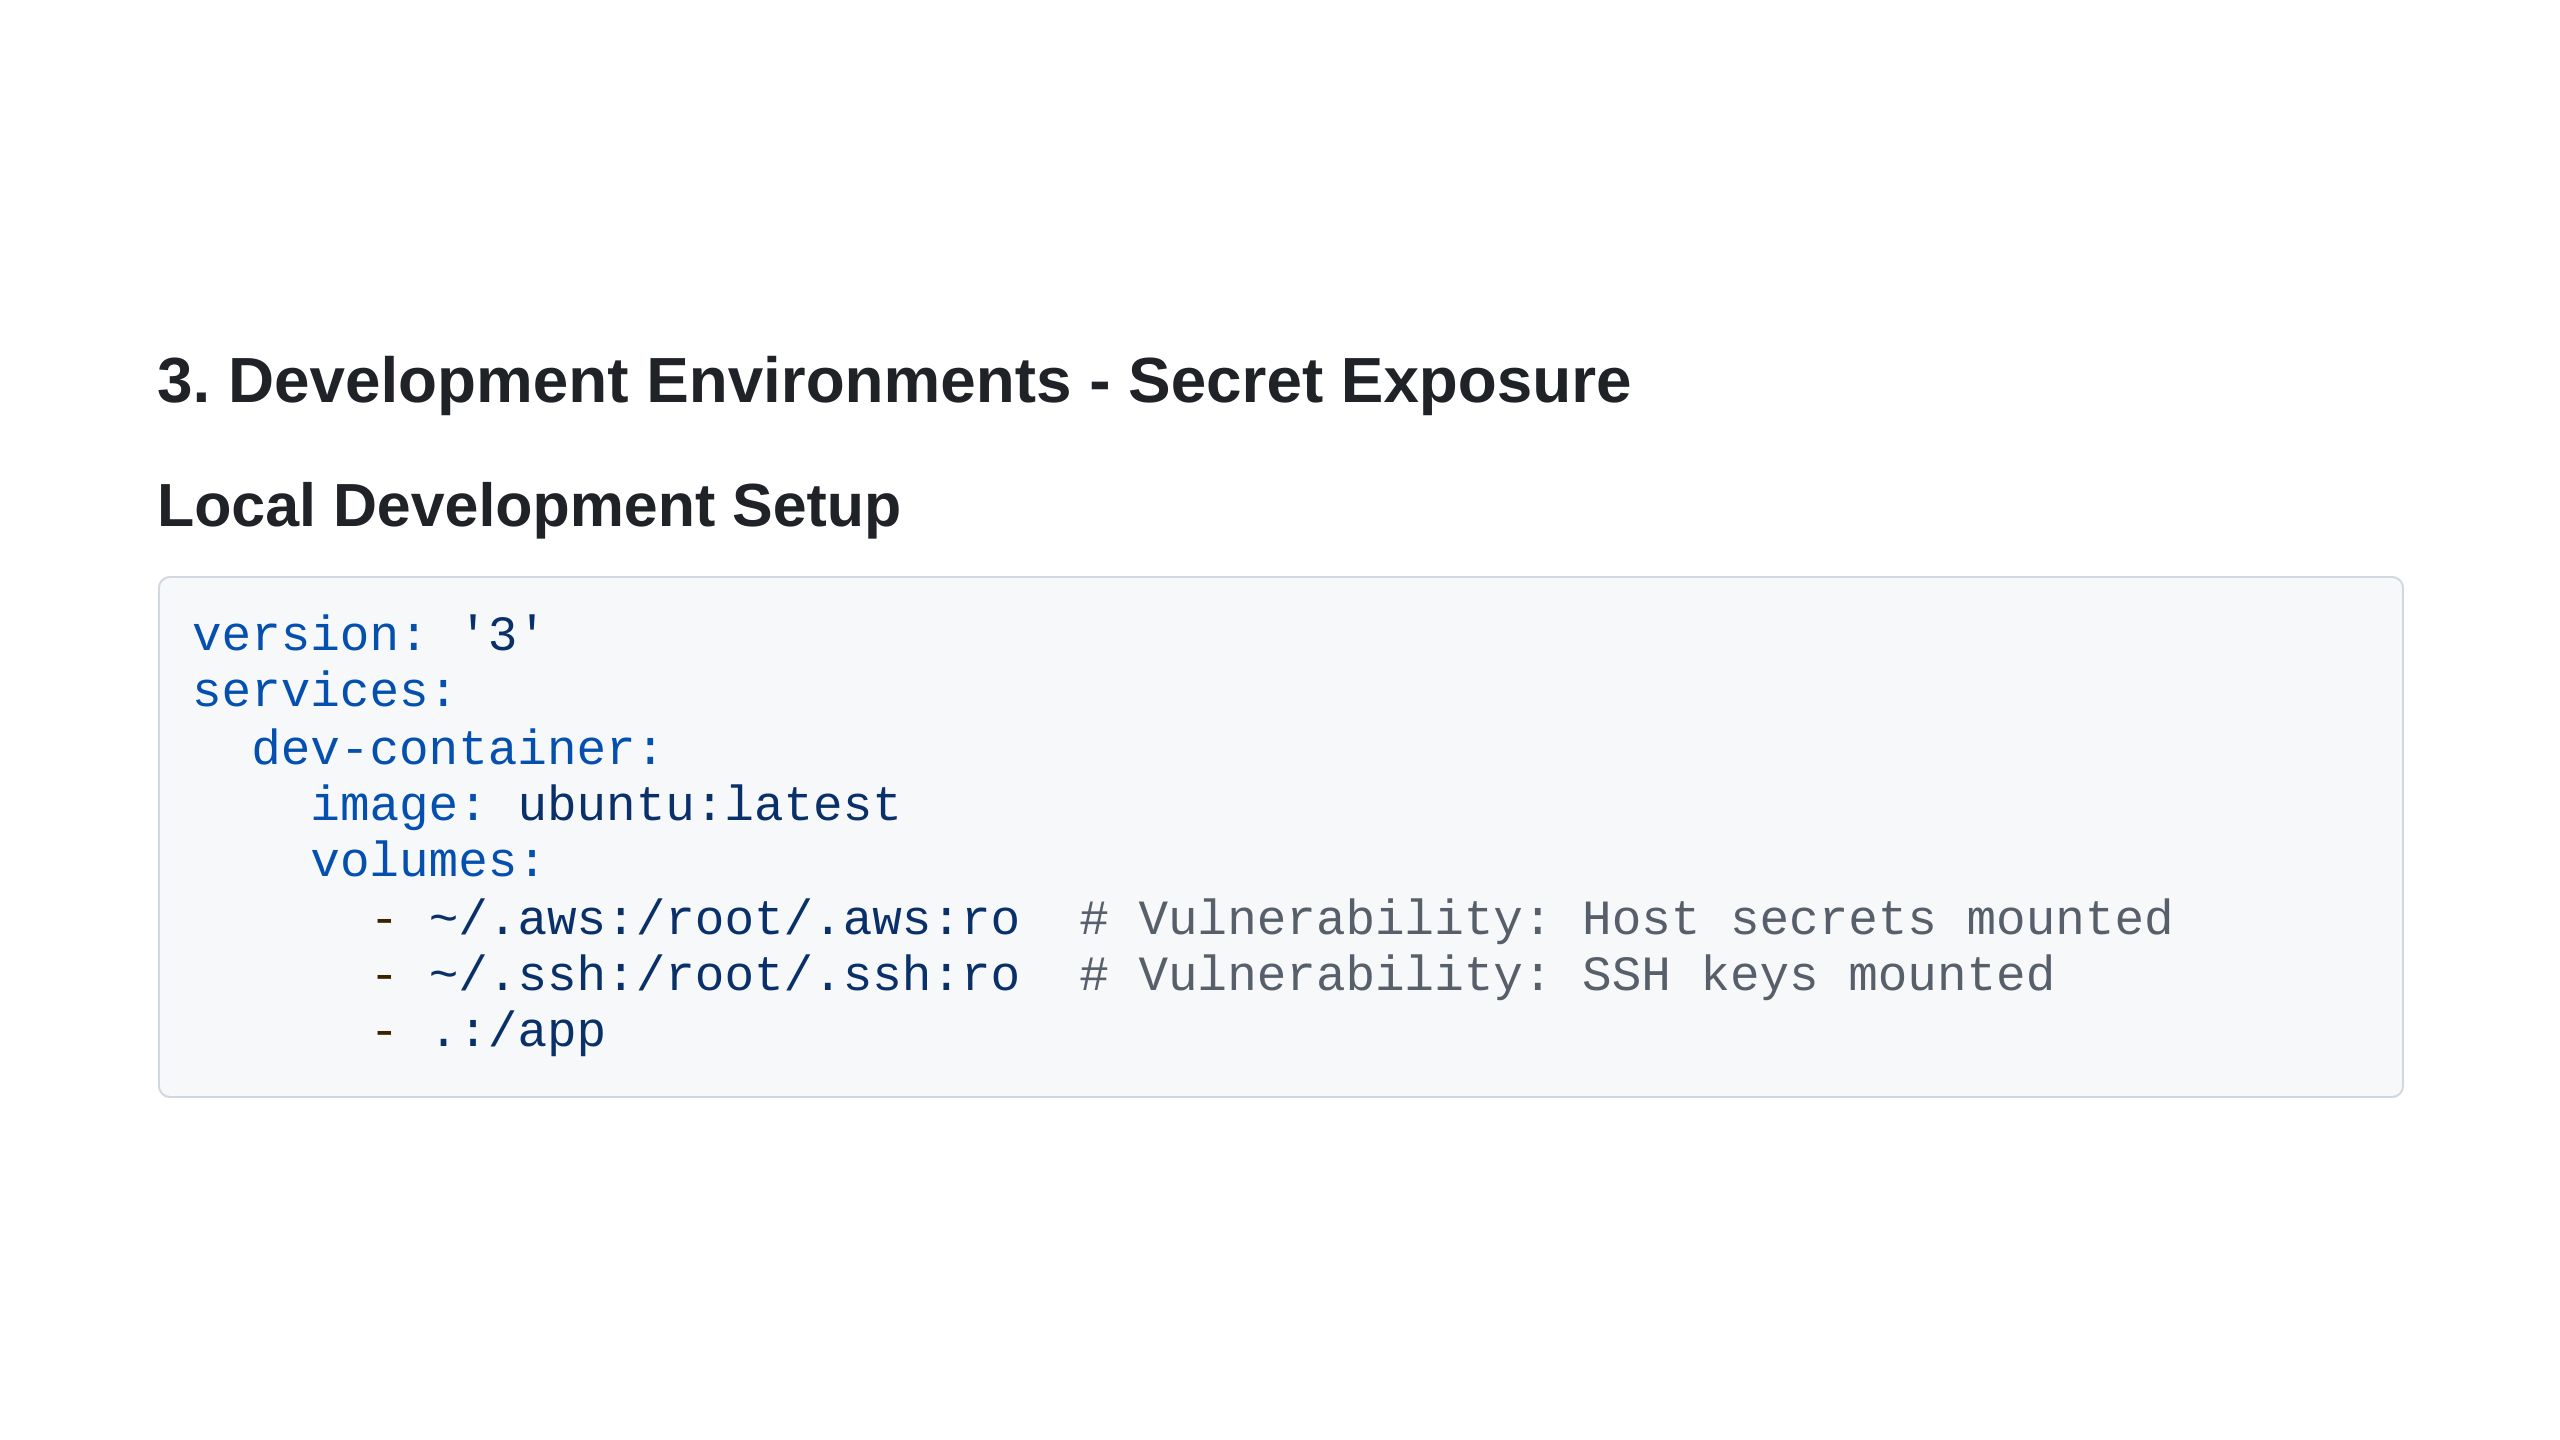 3. Development Environments - Secret Exposure
Local Development Setup
version: '3'
services:
  dev-container:
    image: ubuntu:latest
    volumes:
      - ~/.aws:/root/.aws:ro  # Vulnerability: Host secrets mounted
      - ~/.ssh:/root/.ssh:ro  # Vulnerability: SSH keys mounted
      - .:/app